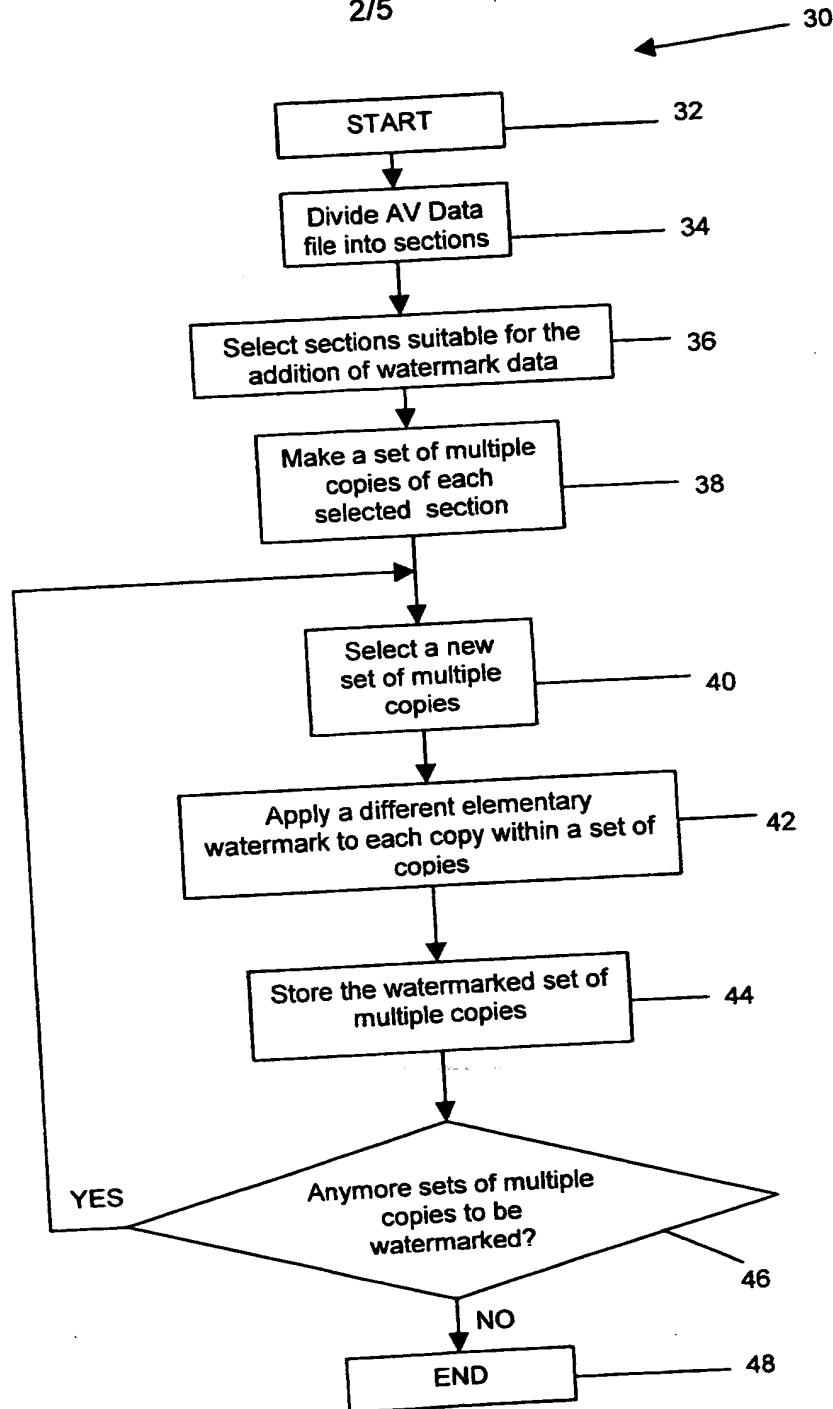 2/5
30
START
32
Divide AV Data
file into sections
34
Select sections suitable for the
addition of watermark data
36
Make a set of multiple
copies of each
selected section
38
Select a new
set of multiple
copies
40
Apply a different elementary
watermark to each copy within a set of
copies
42
Store the watermarked set of
multiple copies
44
Anymore sets of multiple
copies to be
watermarked?
YES
46
NO
END
48